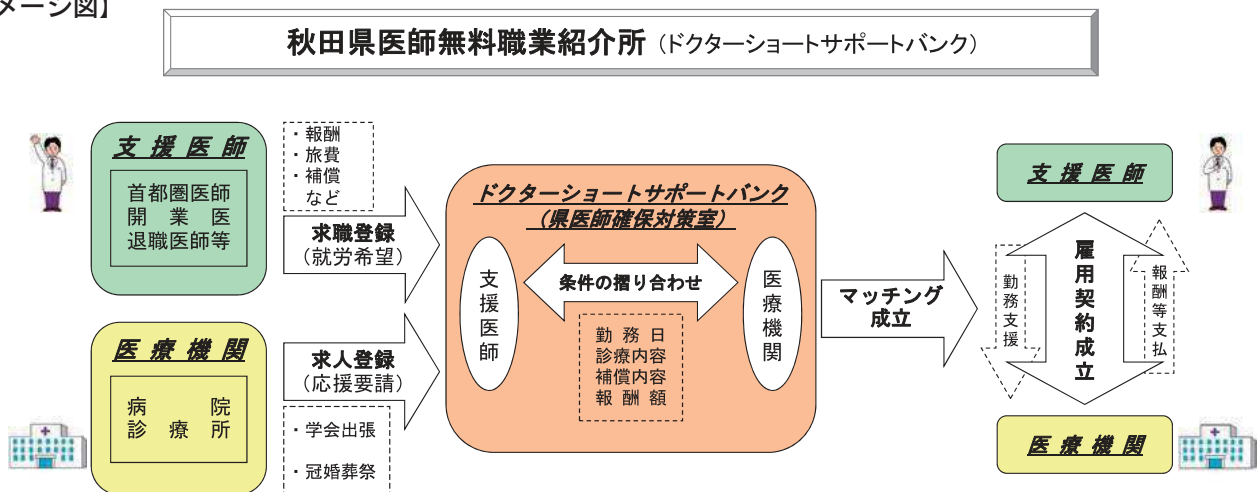 メージ図】
秋田県医師無料職業紹介所（ドクターショートサポートバンク）
支援医師
首都圏医師
開業医
退職医師等
・報酬
・旅費
・補償
など
求職登録
（就労希望）
医療機関
病院
診療所
求人登録
（応援要請）
・学会出張
・冠婚葬祭
ドクターショートサポートバンク
（県医師確保対策室）
支援医師
条件の摺り合わせ
勤務日
診療内容
補償内容
報酬額
医療機関
マッチング
成立
支援医師
勤務支援
雇用契約成立
報酬等支払
医療機関